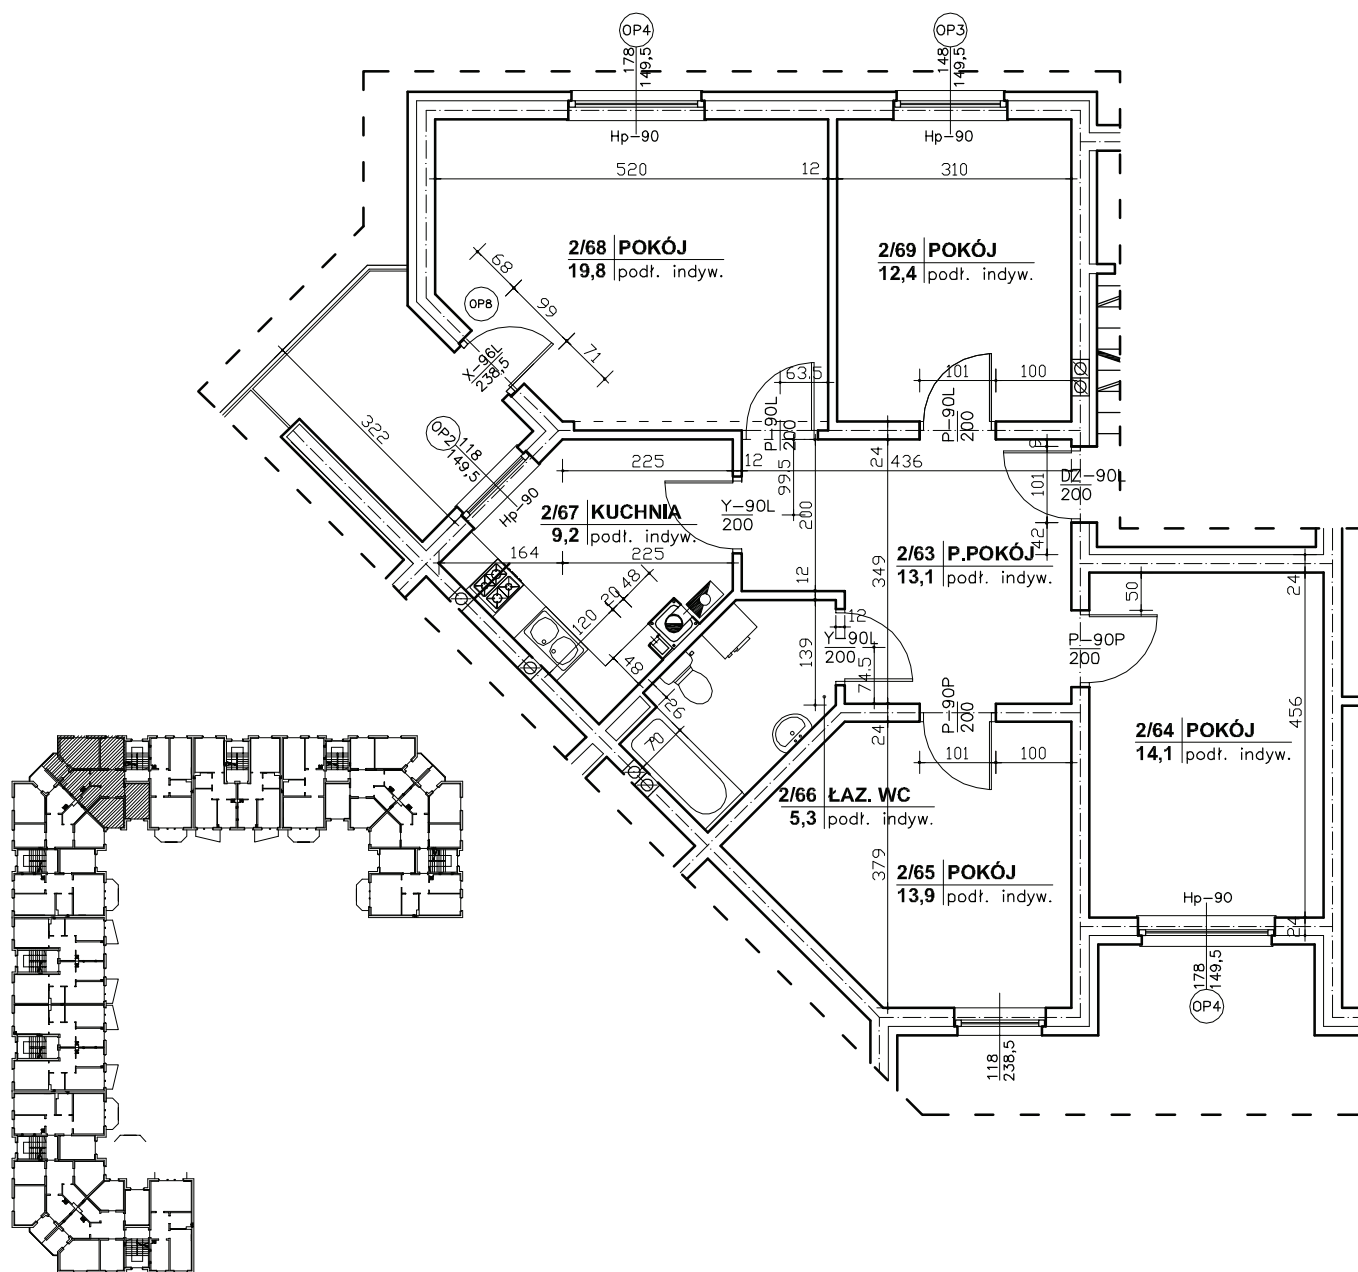 OP4
178
149,5
Hp-90
OP3
148
149,5
Hp-90
520
12
310
2/68 POKÓJ
19,8 podł. indyw.
2/69 POKÓJ
12,4 podł. indyw.
68
99
71
OP8
X-96L
238,5
63,5
PL-90L
200
101
100
P-90L
200
322
OP2
118
149,5
Hp-90
225
12
99,5
24
436
9
101
DZ-90L
200
42
2/67 KUCHNIA
9,2 podł. indyw.
Y-90L
200
200
164
225
2/63 P.POKÓJ
13,1 podł. indyw.
349
12
48
20
120
48
26
70
139
12
Y-90L
200
74,5
50
24
P-90P
200
456
P-90P
200
24
101
100
2/64 POKÓJ
14,1 podł. indyw.
2/66 ŁAZ. WC
5,3 podł. indyw.
379
2/65 POKÓJ
13,9 podł. indyw.
Hp-90
24
178
149,5
OP4
118
238,5